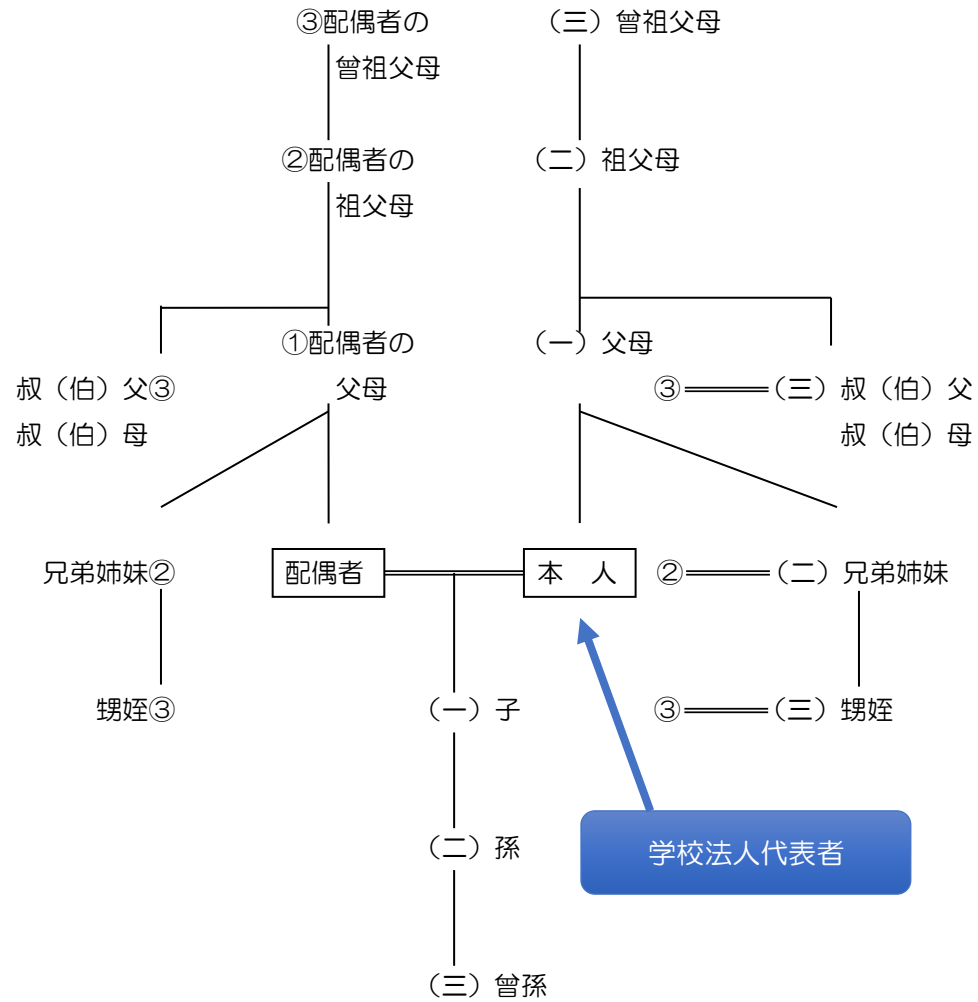 ③配偶者の
曾祖父母
（三）曾祖父母
②配偶者の
祖父母
（二）祖父母
①配偶者の
父母
（一）父母
叔（伯）父③
叔（伯）母
③
（三）叔（伯）父
叔（伯）母
兄弟姉妹②
配偶者
本　人
②
（二）兄弟姉妹
甥姪③
（一）子
③
（三）甥姪
（二）孫
学校法人代表者
（三）曾孫